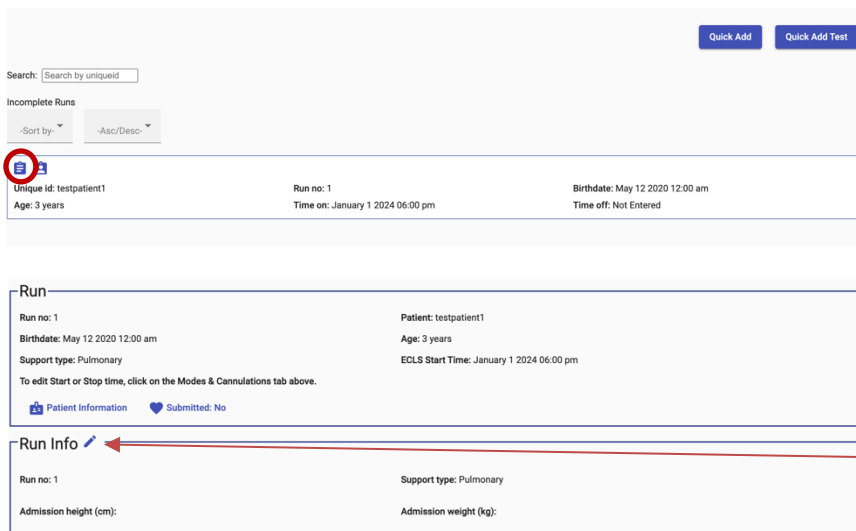 Quick Add Quick Add Test
Search: Search by uniqueid
Incomplete Runs
-Sort by- -Asc/Desc-
Unique id: testpatient1 Run no: 1 Birthdate: May 12 2020 12:00 am
Age: 3 years Time on: January 1 2024 06:00 pm Time off: Not Entered
Run
Run no: 1 Patient: testpatient1
Birthdate: May 12 2020 12:00 am Age: 3 years
Support type: Pulmonary ECLS Start Time: January 1 2024 06:00 pm
To edit Start or Stop time, click on the Modes & Cannulations tab above.
Patient Information Submitted: No
Run Info
Run no: 1 Support type: Pulmonary
Admission height (cm): Admission weight (kg):